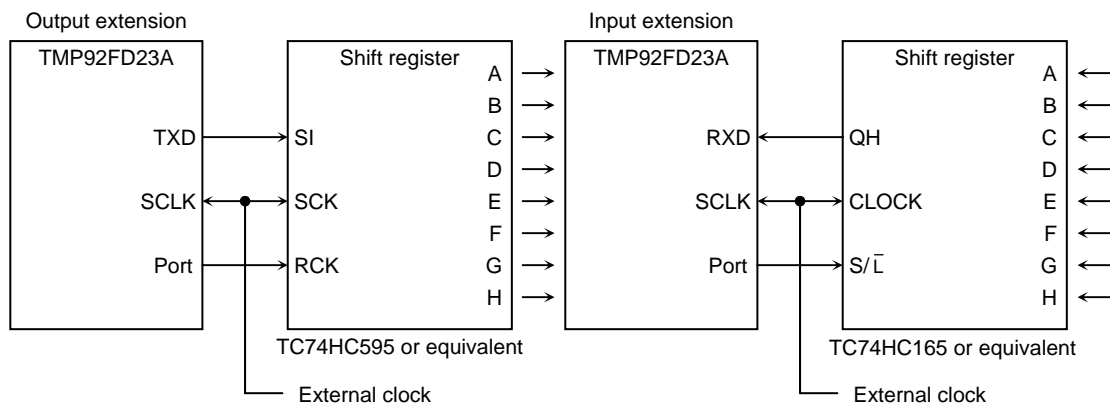 Output extension
TMP92FD23A
TXD
SCLK
Port
Shift register
SI
SCK
RCK
A
B
C
D
E
F
G
H
TC74HC595 or equivalent
External clock
Input extension
TMP92FD23A
RXD
SCLK
Port
Shift register
QH
CLOCK
S/L̅
A
B
C
D
E
F
G
H
TC74HC165 or equivalent
External clock